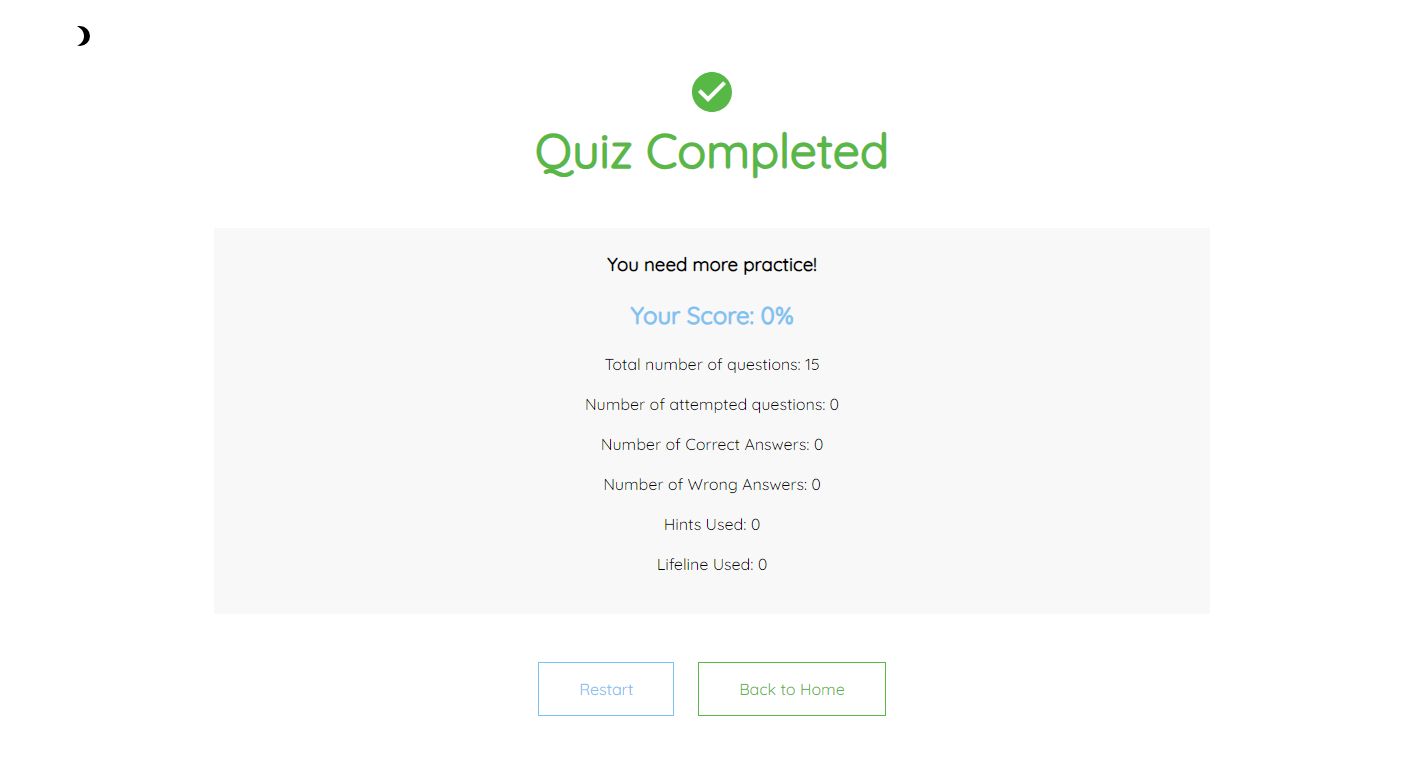 Quiz Completed
You need more practice!
Your Score: 0%
Total number of questions: 15
Number of attempted questions: 0
Number of Correct Answers: 0
Number of Wrong Answers: 0
Hints Used: 0
Lifeline Used: 0
Restart
Back to Home